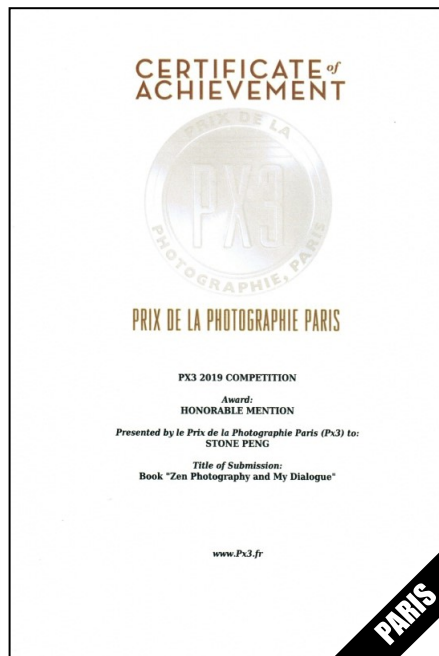 CERTIFICATE of
ACHIEVEMENT
PRIX DE LA
PX3
PHOTOGRAPHIE, PARIS
PRIX DE LA PHOTOGRAPHIE PARIS
PX3 2019 COMPETITION
Award:
HONORABLE MENTION
Presented by le Prix de la Photographie Paris (Px3) to:
STONE PENG
Title of Submission:
Book "Zen Photography and My Dialogue"
www.Px3.fr
PARIS